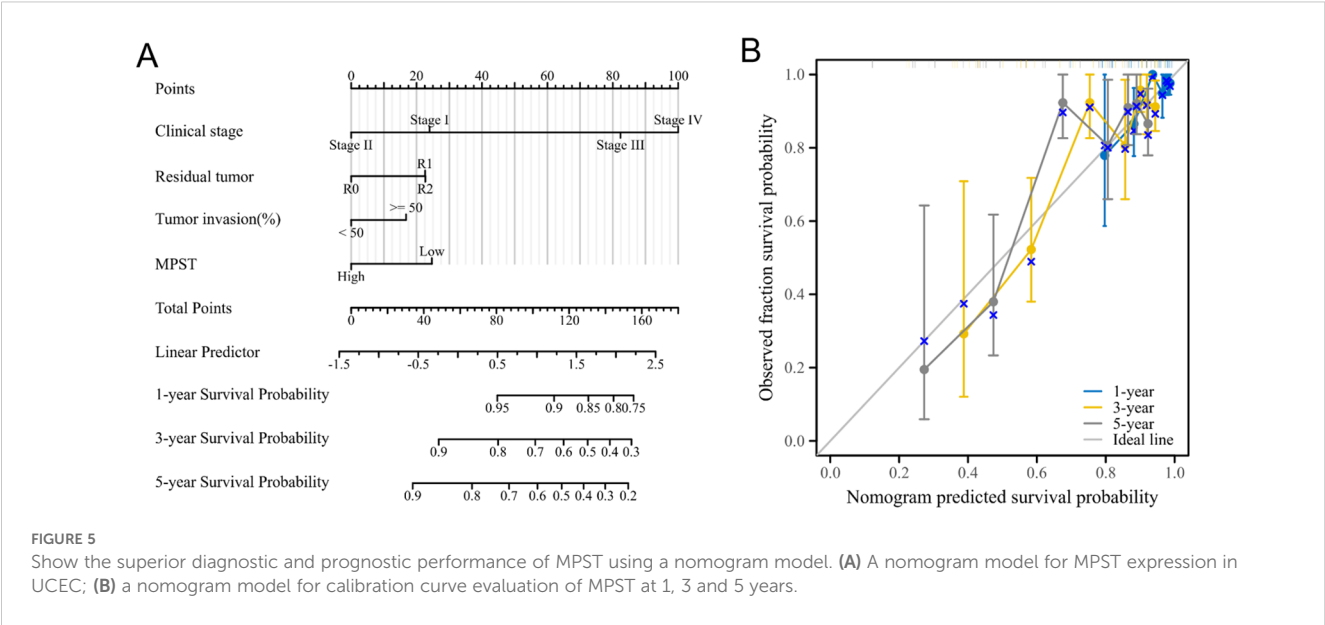 A
Points
0 20 40 60 80 100
Clinical stage
Stage I Stage IV
Stage II Stage III
Residual tumor
R1
R0 R2
Tumor invasion(%)
>= 50
< 50
MPST
Low
High
Total Points
0 40 80 120 160
Linear Predictor
-1.5 -0.5 0.5 1.5 2.5
1-year Survival Probability
0.95 0.9 0.85 0.80 0.75
3-year Survival Probability
0.9 0.8 0.7 0.6 0.5 0.4 0.3
5-year Survival Probability
0.9 0.8 0.7 0.6 0.5 0.4 0.3 0.2
B
Observed fraction survival probability
1.0
0.8
0.6
0.4
0.2
0.0
1-year
3-year
5-year
Ideal line
0.0 0.2 0.4 0.6 0.8 1.0
Nomogram predicted survival probability
FIGURE 5
Show the superior diagnostic and prognostic performance of MPST using a nomogram model. (A) A nomogram model for MPST expression in
UCEC; (B) a nomogram model for calibration curve evaluation of MPST at 1, 3 and 5 years.